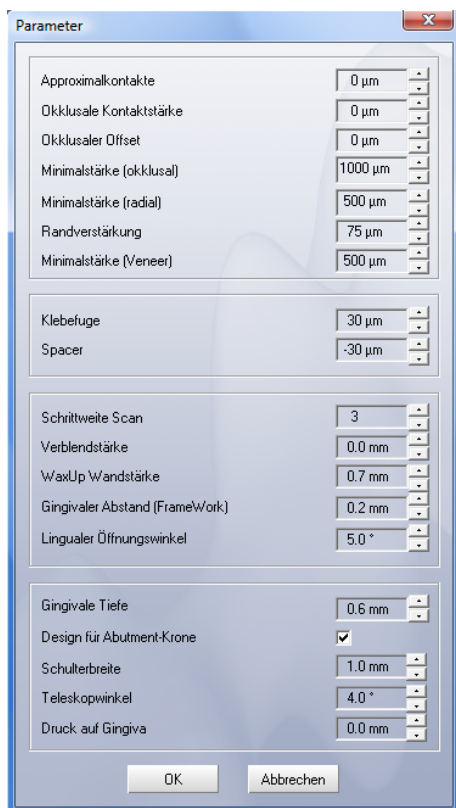 Parameter
Approximalkontakte 0 µm
Okklusale Kontaktstärke 0 µm
Okklusaler Offset 0 µm
Minimalstärke (okklusal) 1000 µm
Minimalstärke (radial) 500 µm
Randverstärkung 75 µm
Minimalstärke (Veneer) 500 µm
Klebefuge 30 µm
Spacer -30 µm
Schrittweite Scan 3
Verblendstärke 0.0 mm
WaxUp Wandstärke 0.7 mm
Gingivaler Abstand (FrameWork) 0.2 mm
Lingualer Öffnungswinkel 5.0 °
Gingivale Tiefe 0.6 mm
Design für Abutment-Krone
Schulterbreite 1.0 mm
Teleskopwinkel 4.0 °
Druck auf Gingiva 0.0 mm
OK Abbrechen